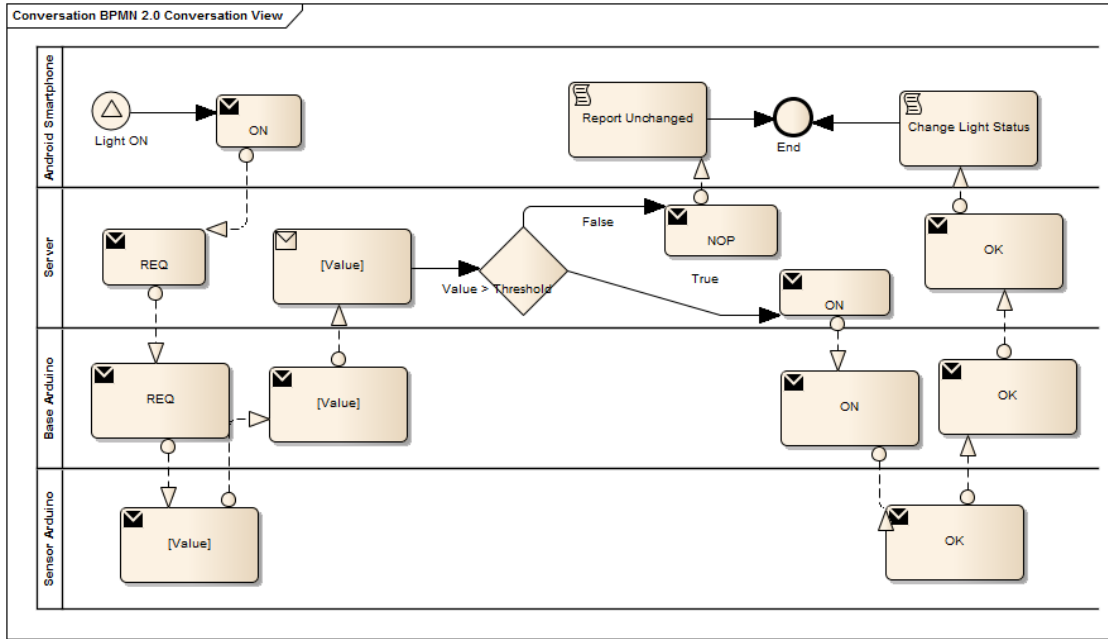 Conversation BPMN 2.0 Conversation View
Android Smartphone
Light ON
ON
Report Unchanged
End
Change Light Status
Server
REQ
[Value]
Value > Threshold
False
True
NOP
ON
OK
Base Arduino
REQ
[Value]
ON
OK
Sensor Arduino
[Value]
OK